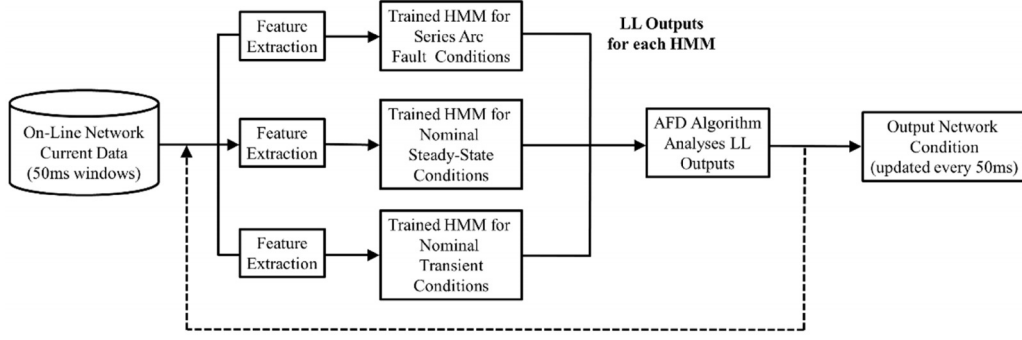 Feature
Extraction
Trained HMM for
Series Arc
Fault Conditions
LL Outputs
for each HMM
On-Line Network
Current Data
(50ms windows)
Feature
Extraction
Trained HMM for
Nominal
Steady-State
Conditions
AFD Algorithm
Analyses LL
Outputs
Output Network
Condition
(updated every 50ms)
Feature
Extraction
Trained HMM for
Nominal
Transient
Conditions